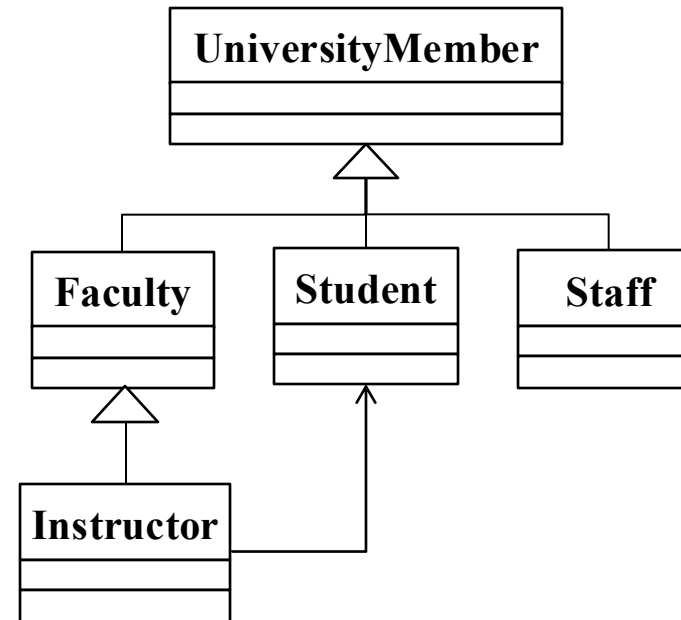 UniversityMember
Faculty
Student
Staff
Instructor